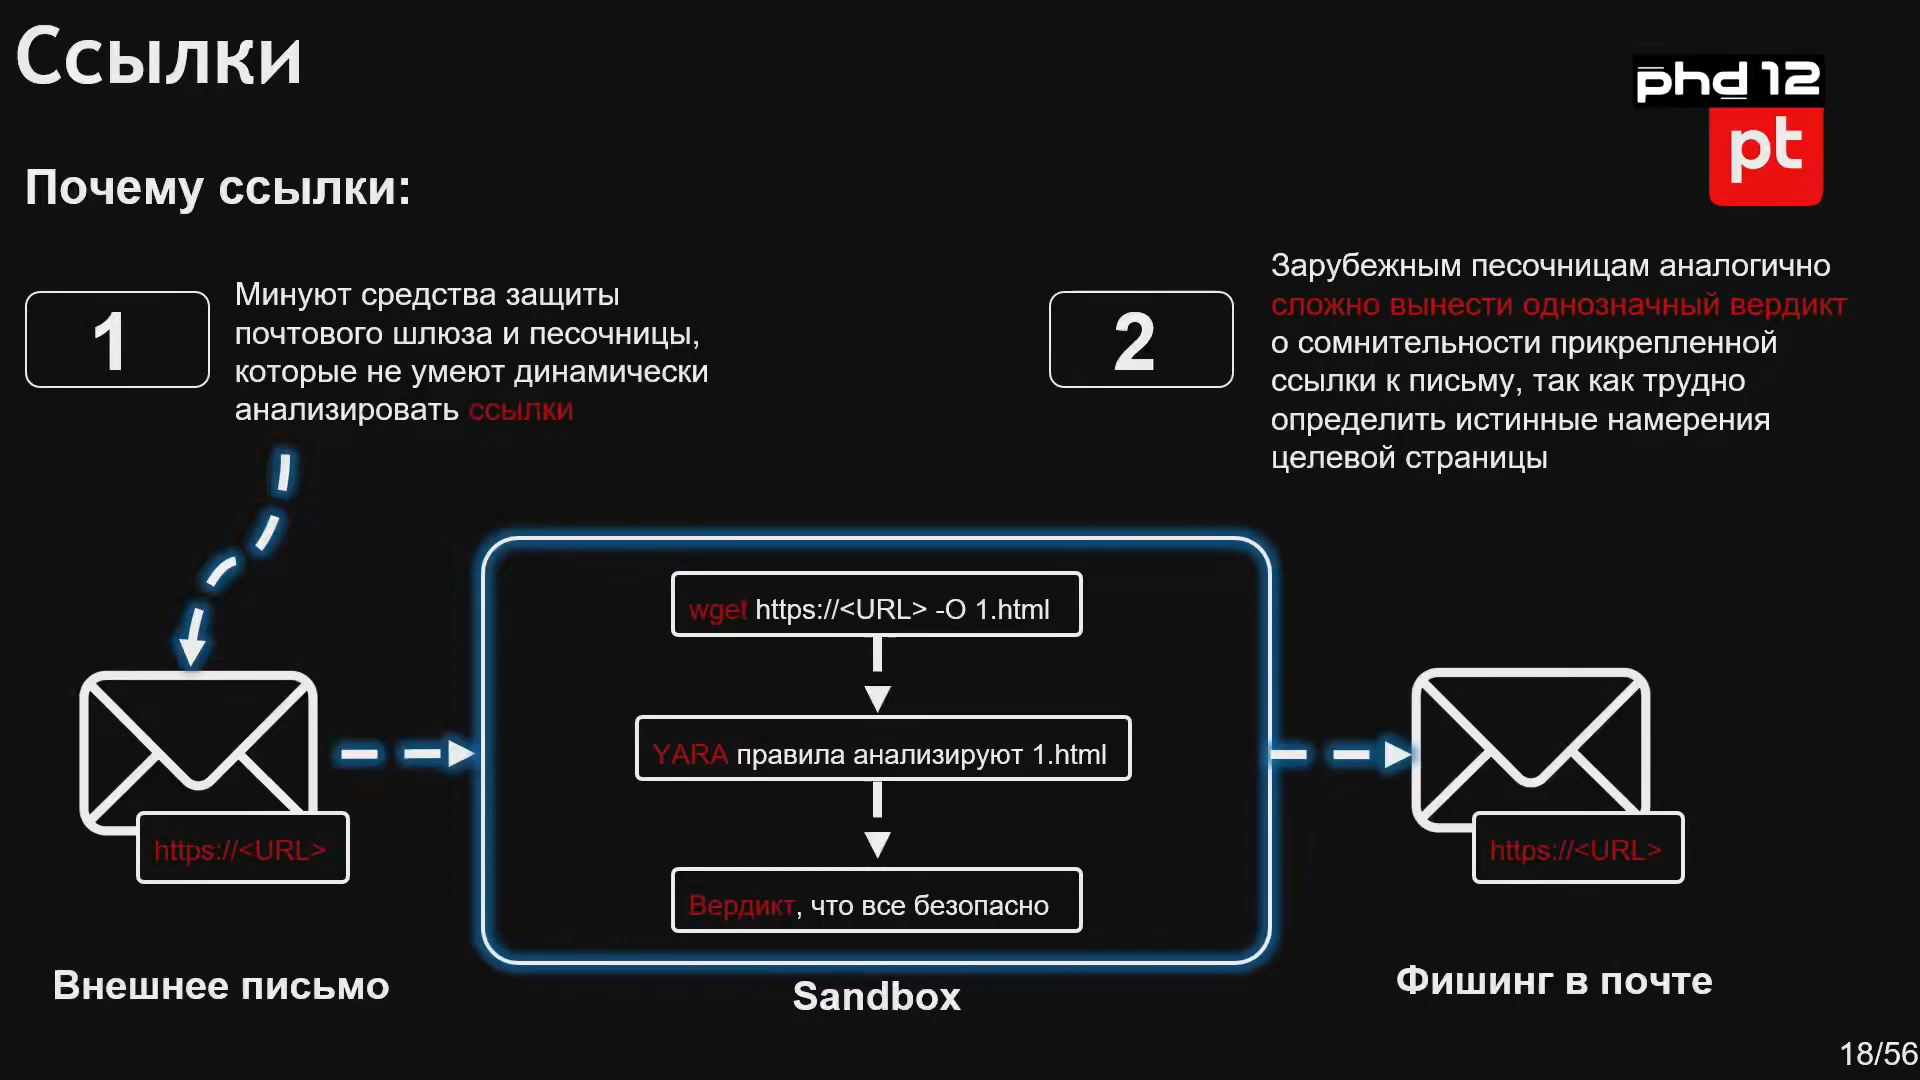 Ссылки
phd 12
pt
Почему ссылки:
1
Минуют средства защиты
почтового шлюза и песочницы,
которые не умеют динамически
анализировать ссылки
2
Зарубежным песочницам аналогично
сложно вынести однозначный вердикт
о сомнительности прикрепленной
ссылки к письму, так как трудно
определить истинные намерения
целевой страницы
wget https://<URL> -O 1.html
YARA правила анализируют 1.html
Вердикт, что все безопасно
https://<URL>
https://<URL>
Внешнее письмо
Sandbox
Фишинг в почте
18/56